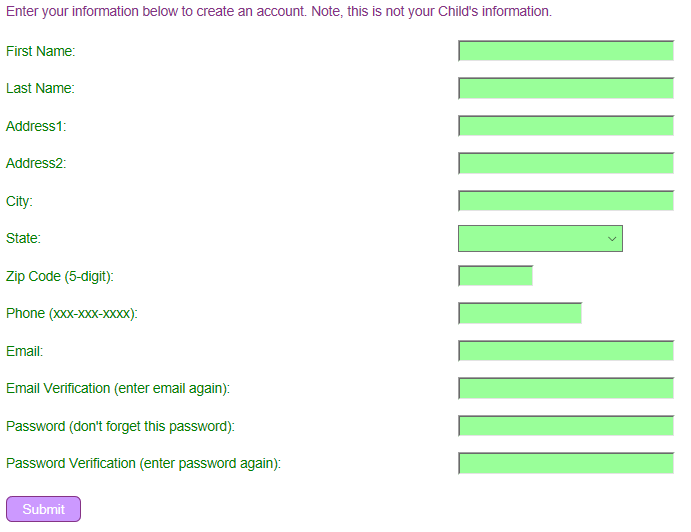 Enter your information below to create an account. Note, this is not your Child's information.
First Name:
Last Name:
Address1:
Address2:
City:
State:
Zip Code (5-digit):
Phone (xxx-xxx-xxxx):
Email:
Email Verification (enter email again):
Password (don't forget this password):
Password Verification (enter password again):
Submit